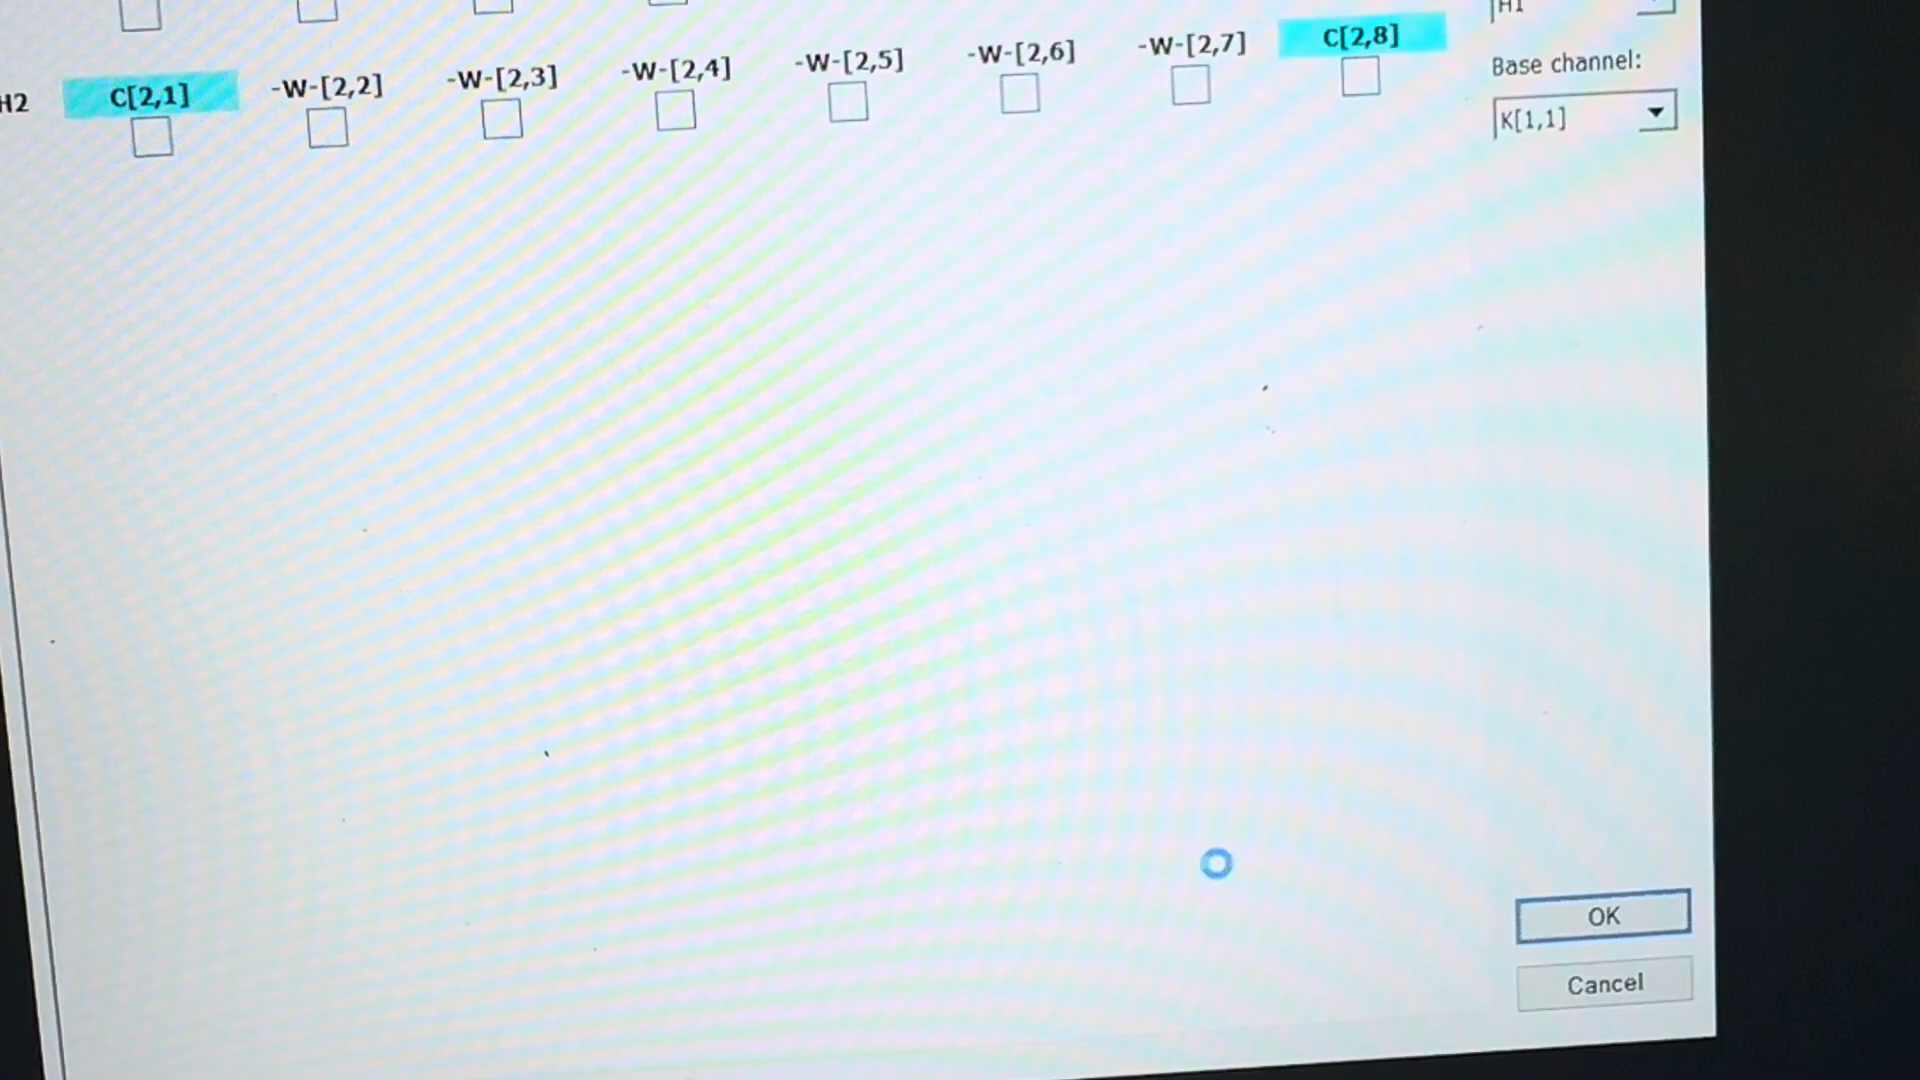 H1
H2 C[2,1] -W-[2,2] -W-[2,3] -W-[2,4] -W-[2,5] -W-[2,6] -W-[2,7] C[2,8]
Base channel:
K[1,1]
OK
Cancel